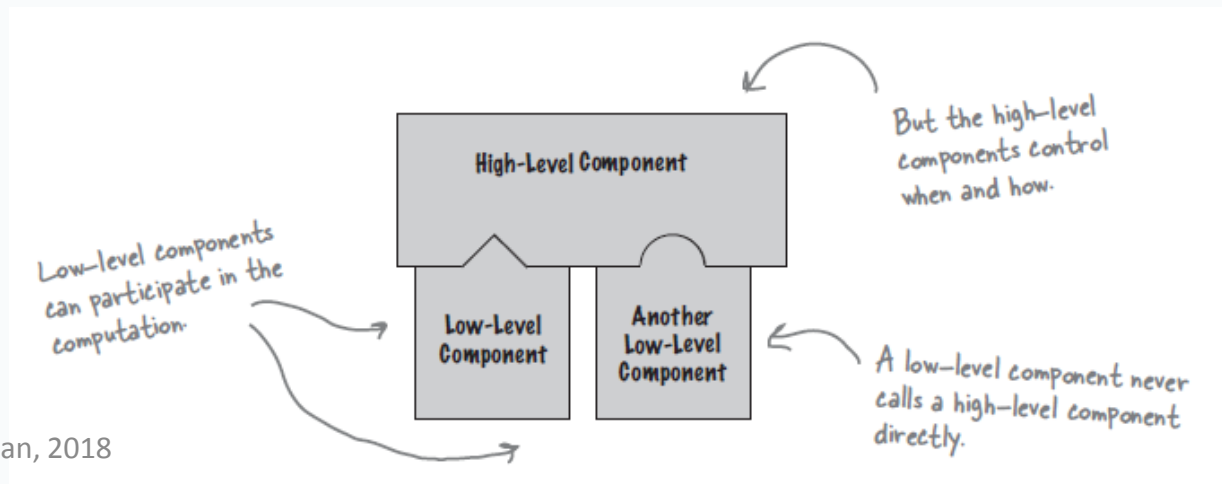 But the high-level
components control
when and how.
High-Level Component
Low-level components
can participate in the
computation.
Low-Level
Component
Another
Low-Level
Component
A low-level component never
calls a high-level component
directly.
an, 2018